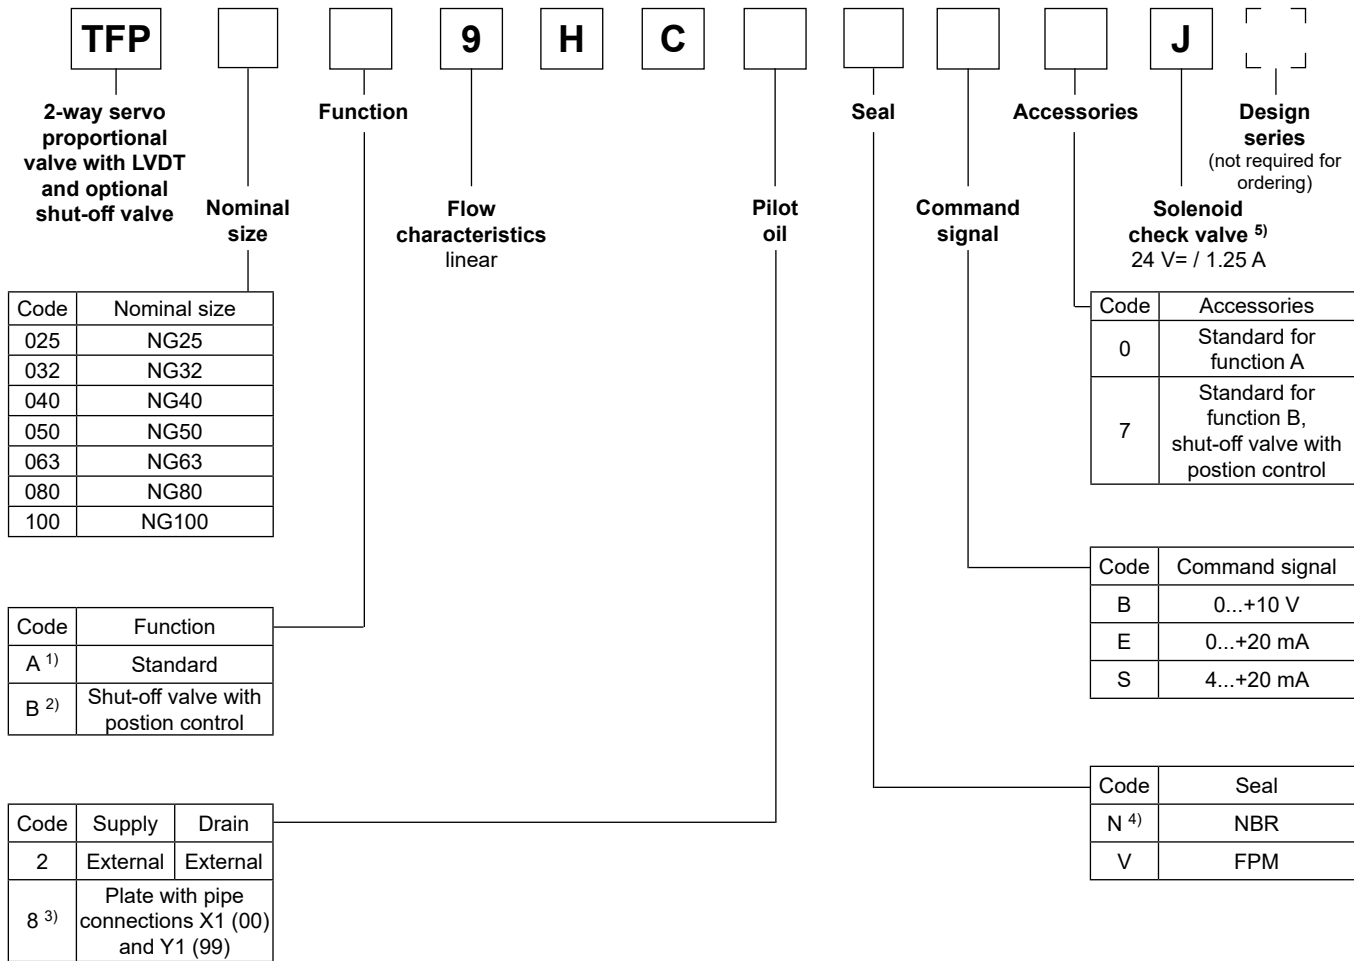 TFP 9 H C J
2-way servo
proportional
valve with LVDT
and optional
shut-off valve
Nominal
size
Function
Flow
characteristics
linear
Pilot
oil
Seal
Command
signal
Accessories
Solenoid
check valve 5)
24 V= / 1.25 A
Design
series
(not required for
ordering)
Code Nominal size
025 NG25
032 NG32
040 NG40
050 NG50
063 NG63
080 NG80
100 NG100
Code Function
A 1) Standard
B 2) Shut-off valve with
postion control
Code Supply Drain
2 External External
8 3) Plate with pipe
connections X1 (00)
and Y1 (99)
Code Accessories
0 Standard for
function A
7 Standard for
function B,
shut-off valve with
postion control
Code Command signal
B 0...+10 V
E 0...+20 mA
S 4...+20 mA
Code Seal
N 4) NBR
V FPM